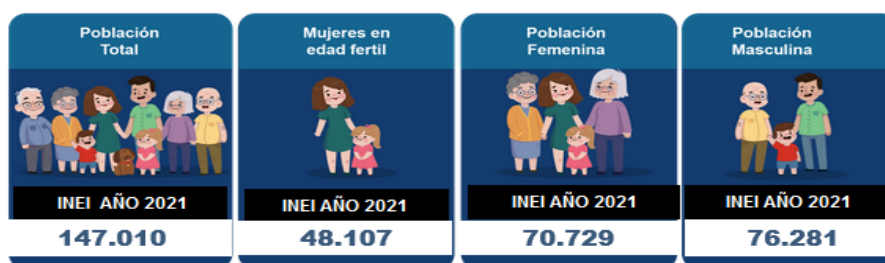 Población
Total
INEI AÑO 2021
147.010
Mujeres en
edad fertil
INEI AÑO 2021
48.107
Población
Femenina
INEI AÑO 2021
70.729
Población
Masculina
INEI AÑO 2021
76.281